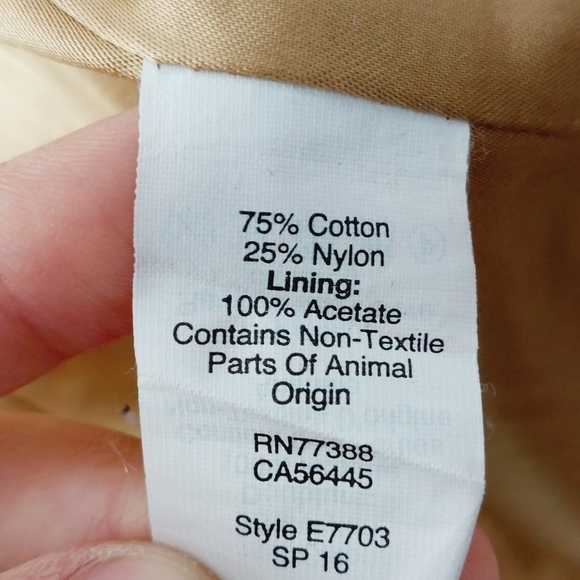 75% Cotton
25% Nylon
Lining:
100% Acetate
Contains Non-Textile
Parts Of Animal
Origin
RN77388
CA56445
Style E7703
SP 16